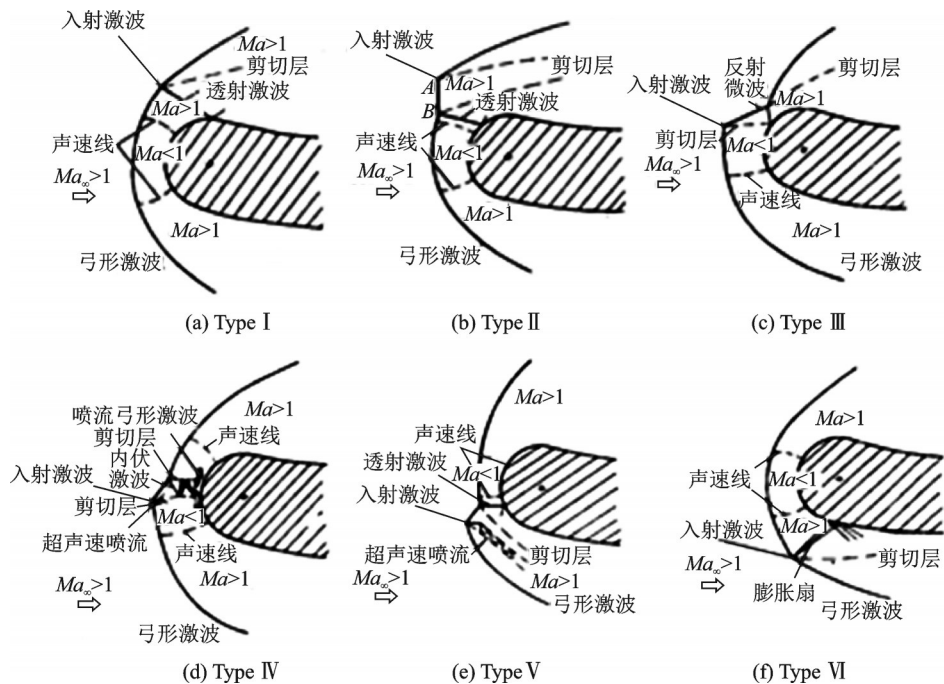 入射激波
Ma>1
剪切层
透射激波
Ma>1
声速线
Ma<1
Ma∞>1
Ma>1
弓形激波
(a) Type Ⅰ
入射激波
A
Ma>1
剪切层
B
透射激波
声速线
Ma<1
Ma∞>1
Ma>1
弓形激波
(b) Type Ⅱ
反射
微波
剪切层
入射激波
Ma>1
剪切层
Ma<1
Ma∞>1
声速线
Ma>1
弓形激波
(c) Type Ⅲ
喷流弓形激波
Ma>1
剪切层
声速线
内伏
激波
入射激波
剪切层
Ma<1
超声速喷流
声速线
Ma∞>1
Ma>1
弓形激波
(d) Type Ⅳ
Ma>1
声速线
透射激波
Ma<1
入射激波
超声速喷流
剪切层
Ma∞>1
Ma>1
弓形激波
(e) Type Ⅴ
Ma>1
声速线
Ma<1
入射激波
Ma>1
Ma∞>1
剪切层
膨胀扇
弓形激波
(f) Type Ⅵ